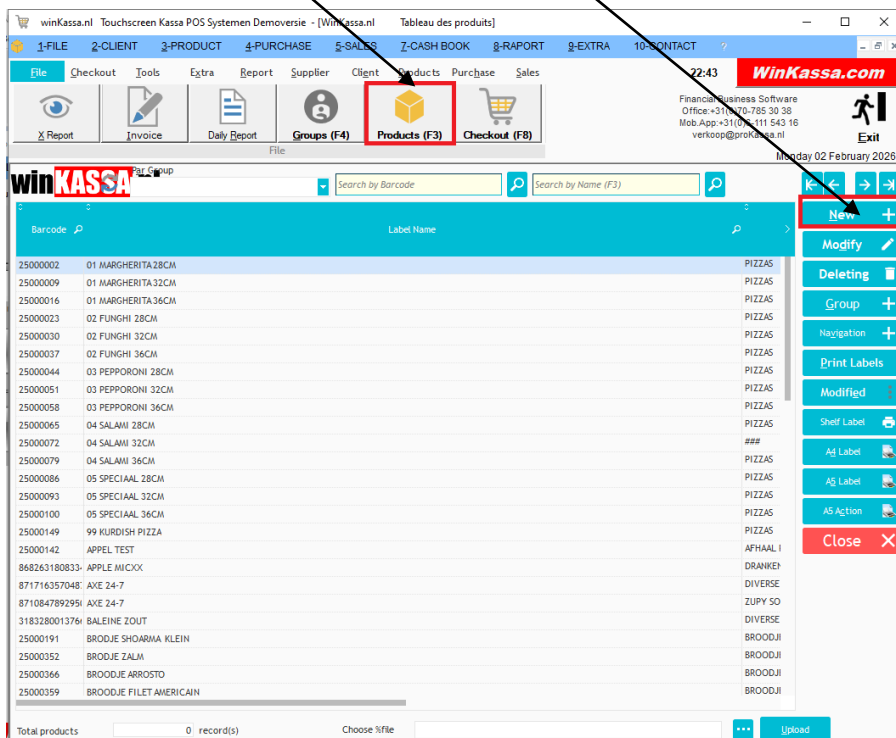 winKassa.nl Touchscreen Kassa POS Systemen Demoversie - [WinKassa.nl Tableau des produits]
1-FILE 2-CLIENT 3-PRODUCT 4-PURCHASE 5-SALES 7-CASH BOOK 8-RAPORT 9-EXTRA 10-CONTACT ?
File Checkout Tools Extra Report Supplier Client Products Purchase Sales 22:43 WinKassa.com
Financial Business Software
Office:+31(0)70-785 30 38
Mob.App:+31(0)6-111 543 16
verkoop@proKassa.nl
X Report Invoice Daily Report Groups (F4) Products (F3) Checkout (F8) Exit
File
Monday 02 February 2026
winKASSA Par Group
Search by Barcode Search by Name (F3)
Barcode Label Name
25000002 01 MARGHERITA 28CM PIZZAS
25000009 01 MARGHERITA 32CM PIZZAS
25000016 01 MARGHERITA 36CM PIZZAS
25000023 02 FUNGHI 28CM PIZZAS
25000030 02 FUNGHI 32CM PIZZAS
25000037 02 FUNGHI 36CM PIZZAS
25000044 03 PEPPORONI 28CM PIZZAS
25000051 03 PEPPORONI 32CM PIZZAS
25000058 03 PEPPORONI 36CM PIZZAS
25000065 04 SALAMI 28CM PIZZAS
25000072 04 SALAMI 32CM ###
25000079 04 SALAMI 36CM PIZZAS
25000086 05 SPECIAAL 28CM PIZZAS
25000093 05 SPECIAAL 32CM PIZZAS
25000100 05 SPECIAAL 36CM PIZZAS
25000149 99 KURDISH PIZZA PIZZAS
25000142 APPEL TEST AFHAAL
868263180833 APPLE MICXX DRANKEN
871716357048 AXE 24-7 DIVERSE
871084789295 AXE 24-7 ZUPY SO
318328001376 BALEINE ZOUT DIVERSE
25000191 BRODJE SHOARMA KLEIN BROODJI
25000352 BRODJE ZALM BROODJI
25000366 BROODJE ARROSTO BROODJI
25000359 BROODJE FILET AMERICAIN BROODJI
New
Modify
Deleting
Group
Navigation
Print Labels
Modified
Shelf Label
A4 Label
A5 Label
A5 Action
Close
Total products 0 record(s) Choose %file ... Upload